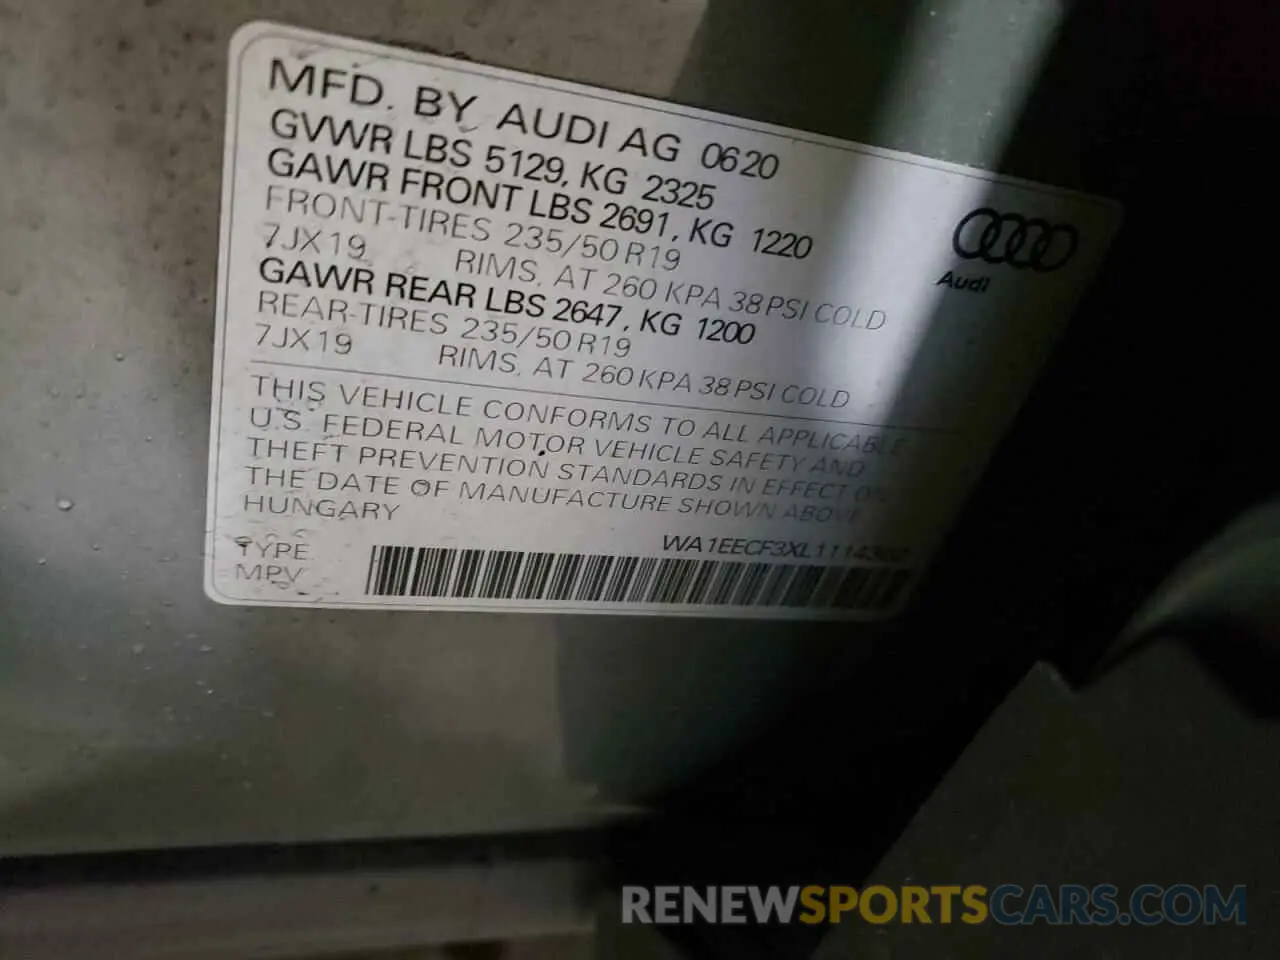 MFD. BY AUDI AG 0620
GVWR LBS 5129, KG 2325
GAWR FRONT LBS 2691, KG 1220
FRONT-TIRES 235/50 R19
7JX19 RIMS, AT 260 KPA 38 PSI COLD
GAWR REAR LBS 2647, KG 1200
REAR-TIRES 235/50 R19
7JX19 RIMS, AT 260 KPA 38 PSI COLD
Audi
THIS VEHICLE CONFORMS TO ALL APPLICABLE
U.S. FEDERAL MOTOR VEHICLE SAFETY AND
THEFT PREVENTION STANDARDS IN EFFECT ON
THE DATE OF MANUFACTURE SHOWN ABOVE
HUNGARY
TYPE
MPV
RENEWSPORTSCARS.COM